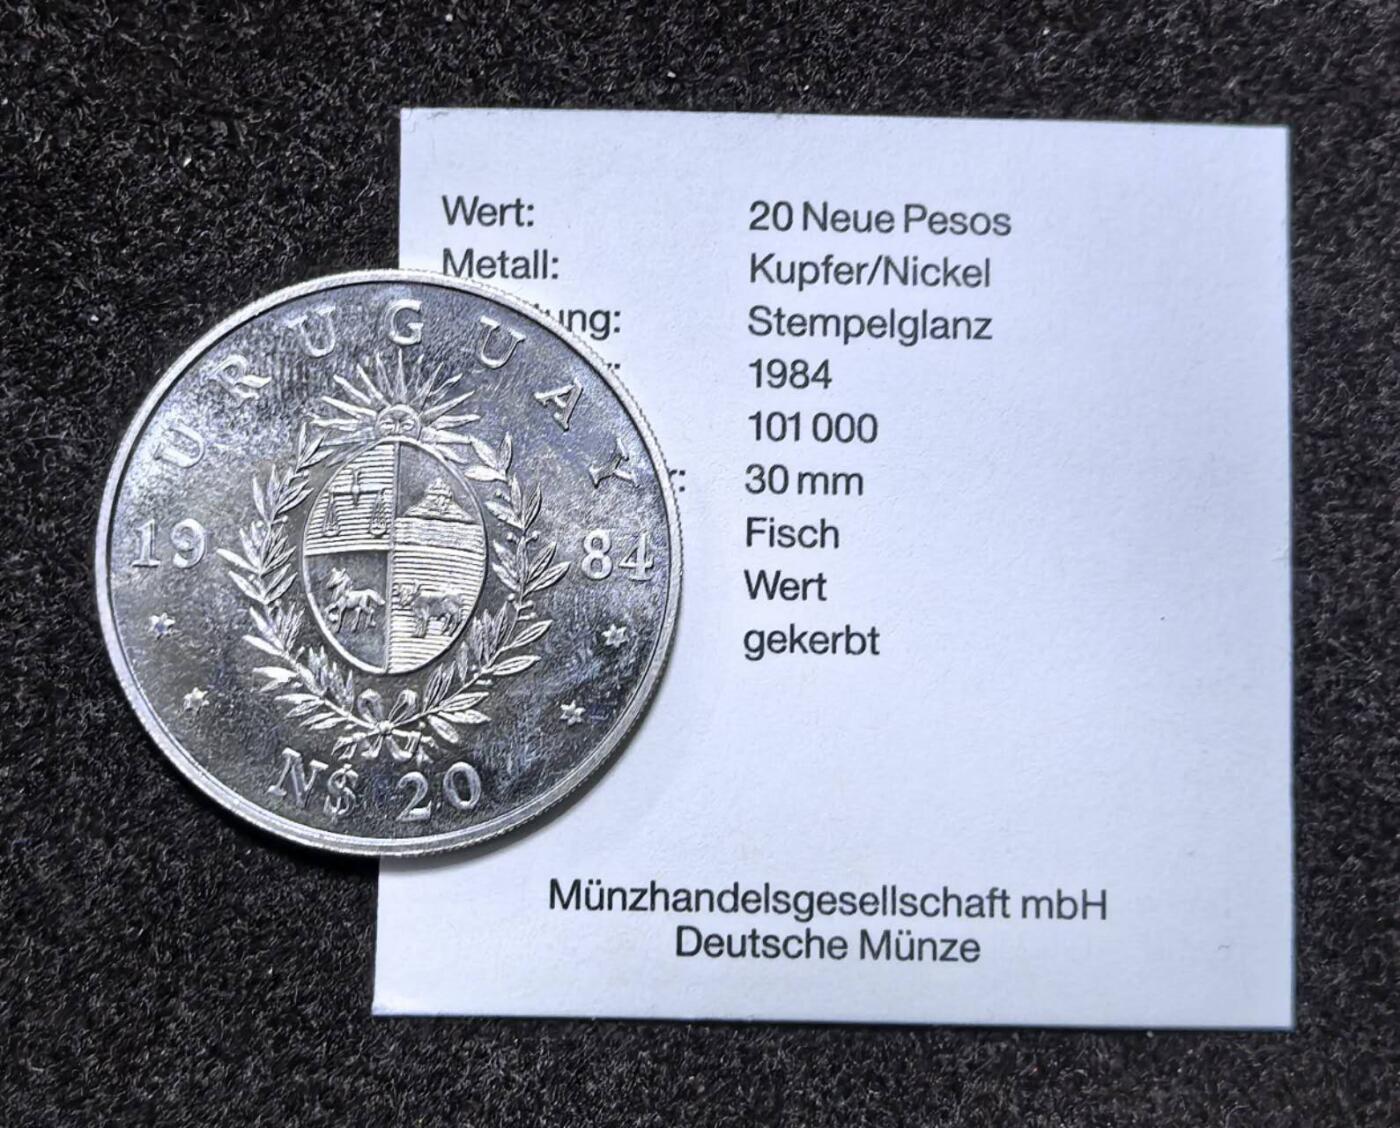 Wert: 20 Neue Pesos
Metall: Kupfer/Nickel
ung: Stempelglanz
1984
101 000
30 mm
Fisch
Wert
gekerbt
Münzhandelsgesellschaft mbH
Deutsche Münze
URUGUAY
19 84
N$ 20